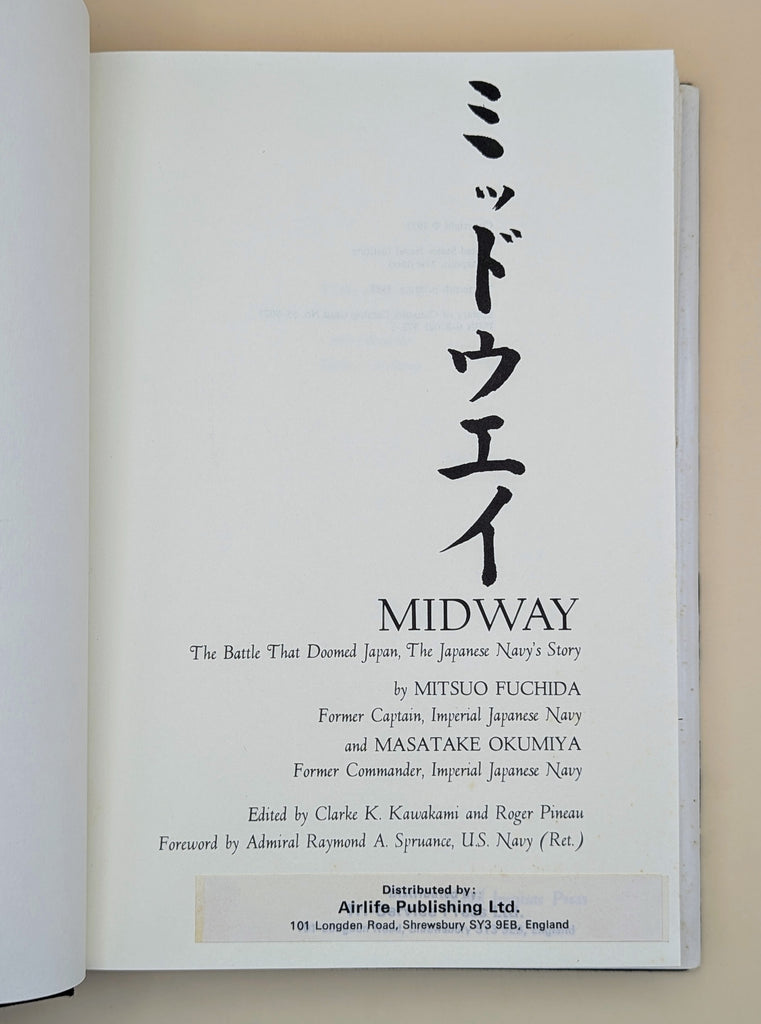 ミッドウエイ
MIDWAY
The Battle That Doomed Japan, The Japanese Navy's Story
by MITSUO FUCHIDA
Former Captain, Imperial Japanese Navy
and MASATAKE OKUMIYA
Former Commander, Imperial Japanese Navy
Edited by Clarke K. Kawakami and Roger Pineau
Foreword by Admiral Raymond A. Spruance, U.S. Navy (Ret.)
Distributed by:
Airlife Publishing Ltd.
101 Longden Road, Shrewsbury SY3 9EB, England